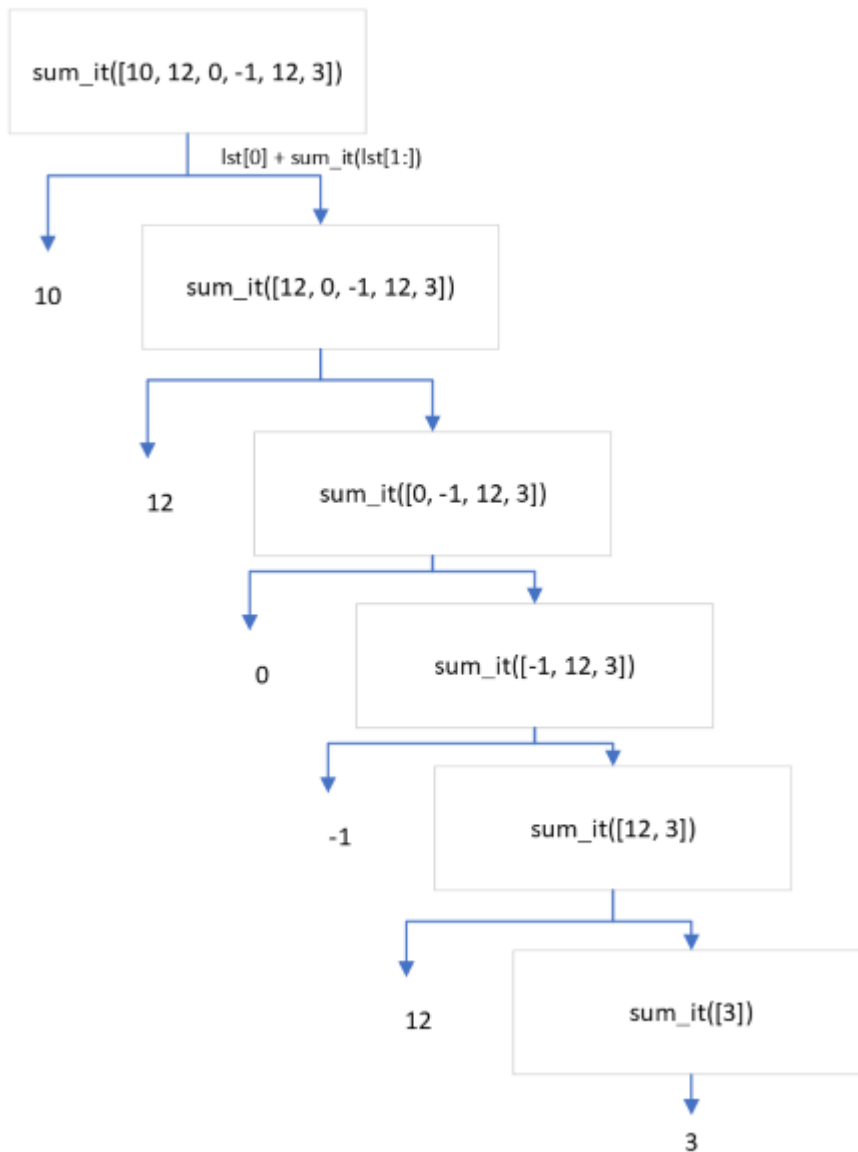 sum_it([10, 12, 0, -1, 12, 3])
lst[0] + sum_it(lst[1:])
10
sum_it([12, 0, -1, 12, 3])
12
sum_it([0, -1, 12, 3])
0
sum_it([-1, 12, 3])
-1
sum_it([12, 3])
12
sum_it([3])
3